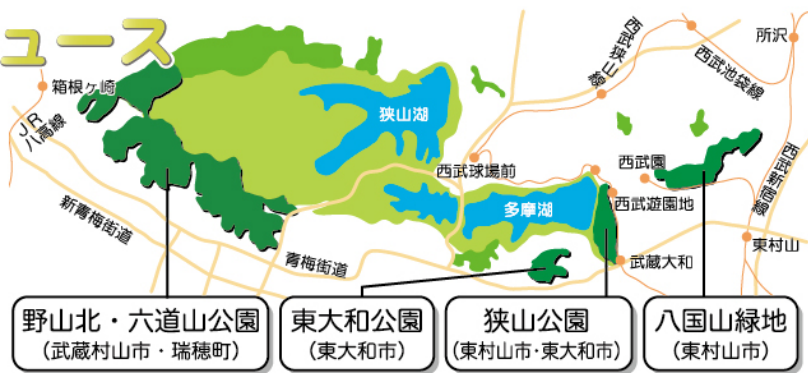 ュース
箱根ヶ崎
JR
八高線
新青梅街道
青梅街道
狭山湖
多摩湖
西武球場前
西武狭山線
西武池袋線
所沢
西武園
西武遊園地
西武新宿線
東村山
武蔵大和
野山北・六道山公園
(武蔵村山市・瑞穂町)
東大和公園
(東大和市)
狭山公園
(東村山市・東大和市)
八国山緑地
(東村山市)